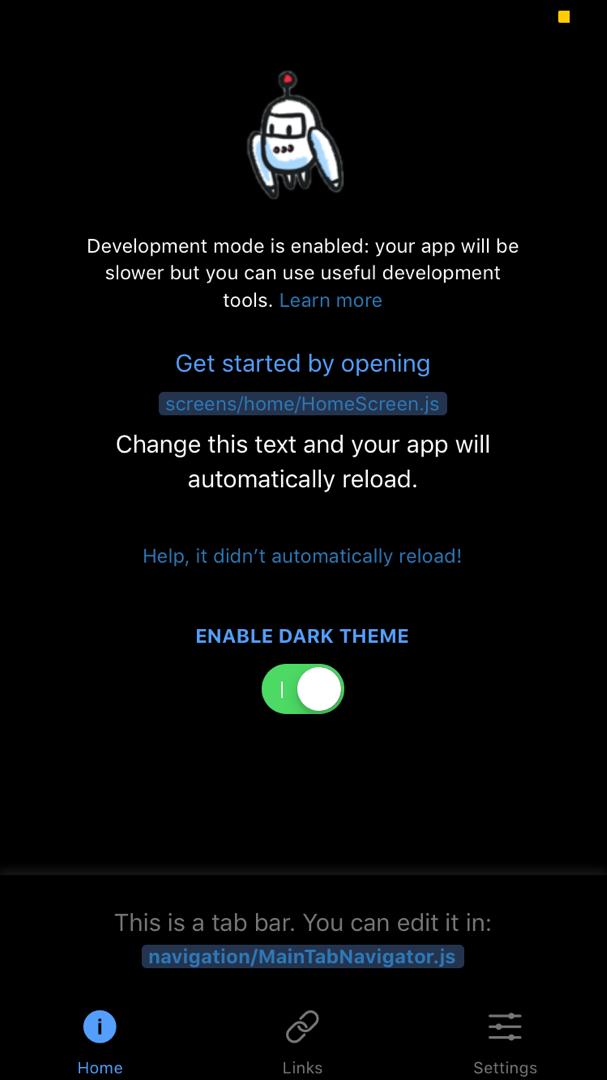 Development mode is enabled: your app will be
slower but you can use useful development
tools. Learn more
Get started by opening
screens/home/HomeScreen.js
Change this text and your app will
automatically reload.
Help, it didn’t automatically reload!
ENABLE DARK THEME
This is a tab bar. You can edit it in:
navigation/MainTabNavigator.js
Home
Links
Settings